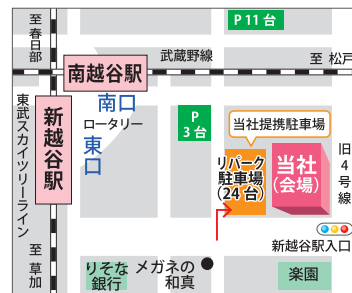 至春日部
P 11台
武蔵野線
至 松戸
南越谷駅
南口
ロータリー
東口
新越谷駅
東武スカイツリーライン
至草加
P
3台
当社提携駐車場
リパーク
駐車場
(24台)
当社
(会場)
旧4号線
新越谷駅入口
りそな
銀行
メガネの
和真
楽園